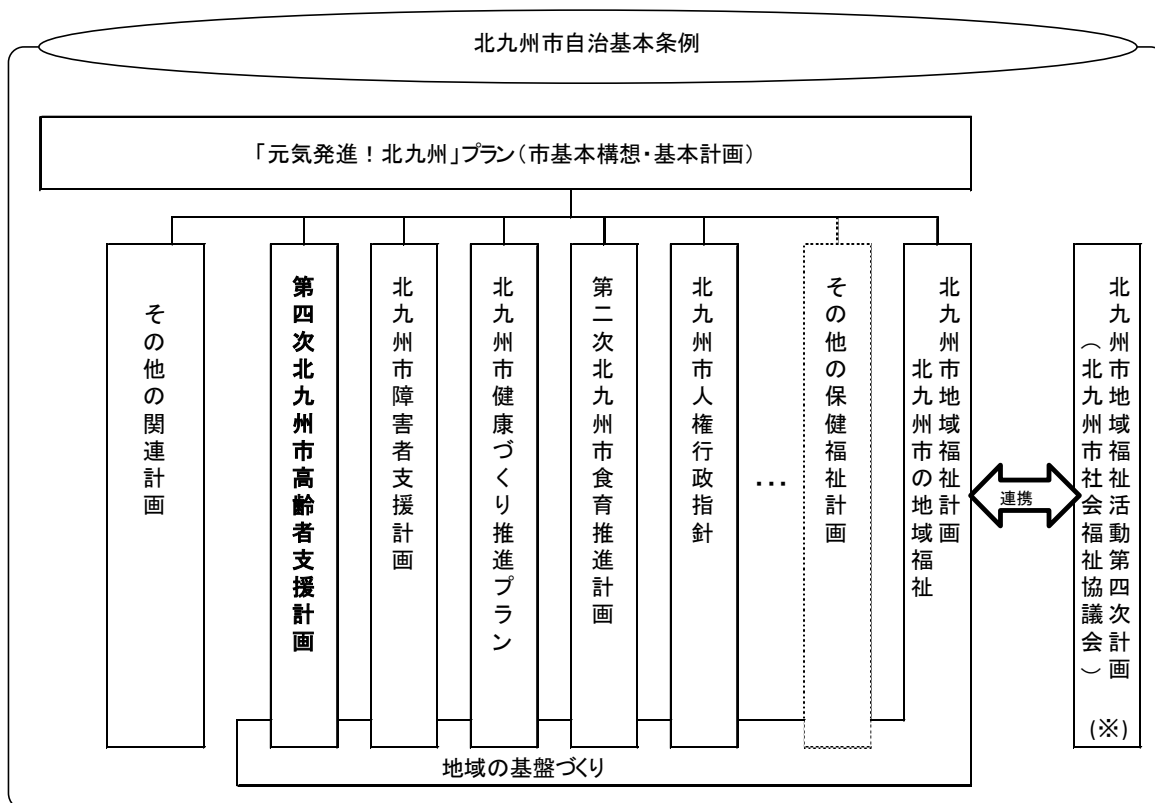 北九州市自治基本条例
「元気発進！北九州」プラン（市基本構想・基本計画）
その他の関連計画
第四次北九州市高齢者支援計画
北九州市障害者支援計画
北九州市健康づくり推進プラン
第二次北九州市食育推進計画
北九州市人権行政指針
…
その他の保健福祉計画
北九州市地域福祉計画
北九州市の地域福祉
連携
北九州市地域福祉活動第四次計画
（北九州市社会福祉協議会）
(※)
地域の基盤づくり